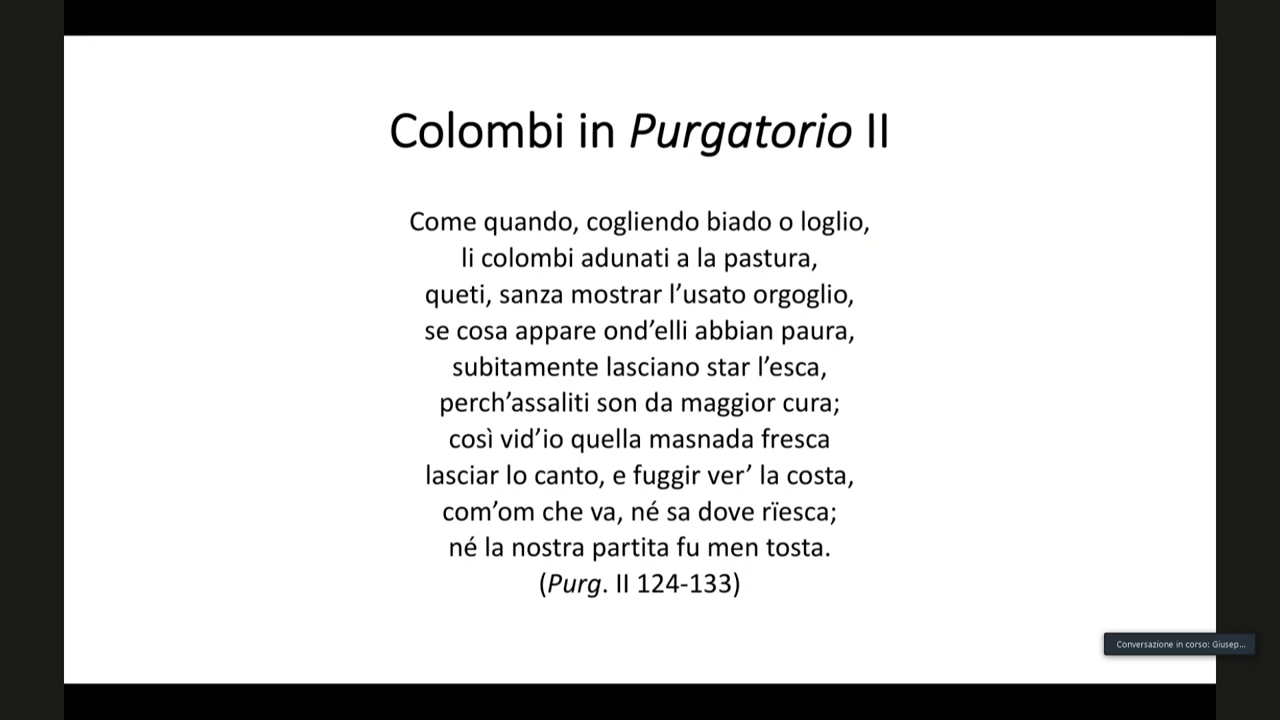 Colombi in Purgatorio II
Come quando, cogliendo biado o loglio,
li colombi adunati a la pastura,
queti, sanza mostrar l’usato orgoglio,
se cosa appare ond’elli abbian paura,
subitamente lasciano star l’esca,
perch’assaliti son da maggior cura;
così vid’io quella masnada fresca
lasciar lo canto, e fuggir ver’ la costa,
com’om che va, né sa dove rïesca;
né la nostra partita fu men tosta.
(Purg. II 124-133)
Conversazione in corso: Giusep...